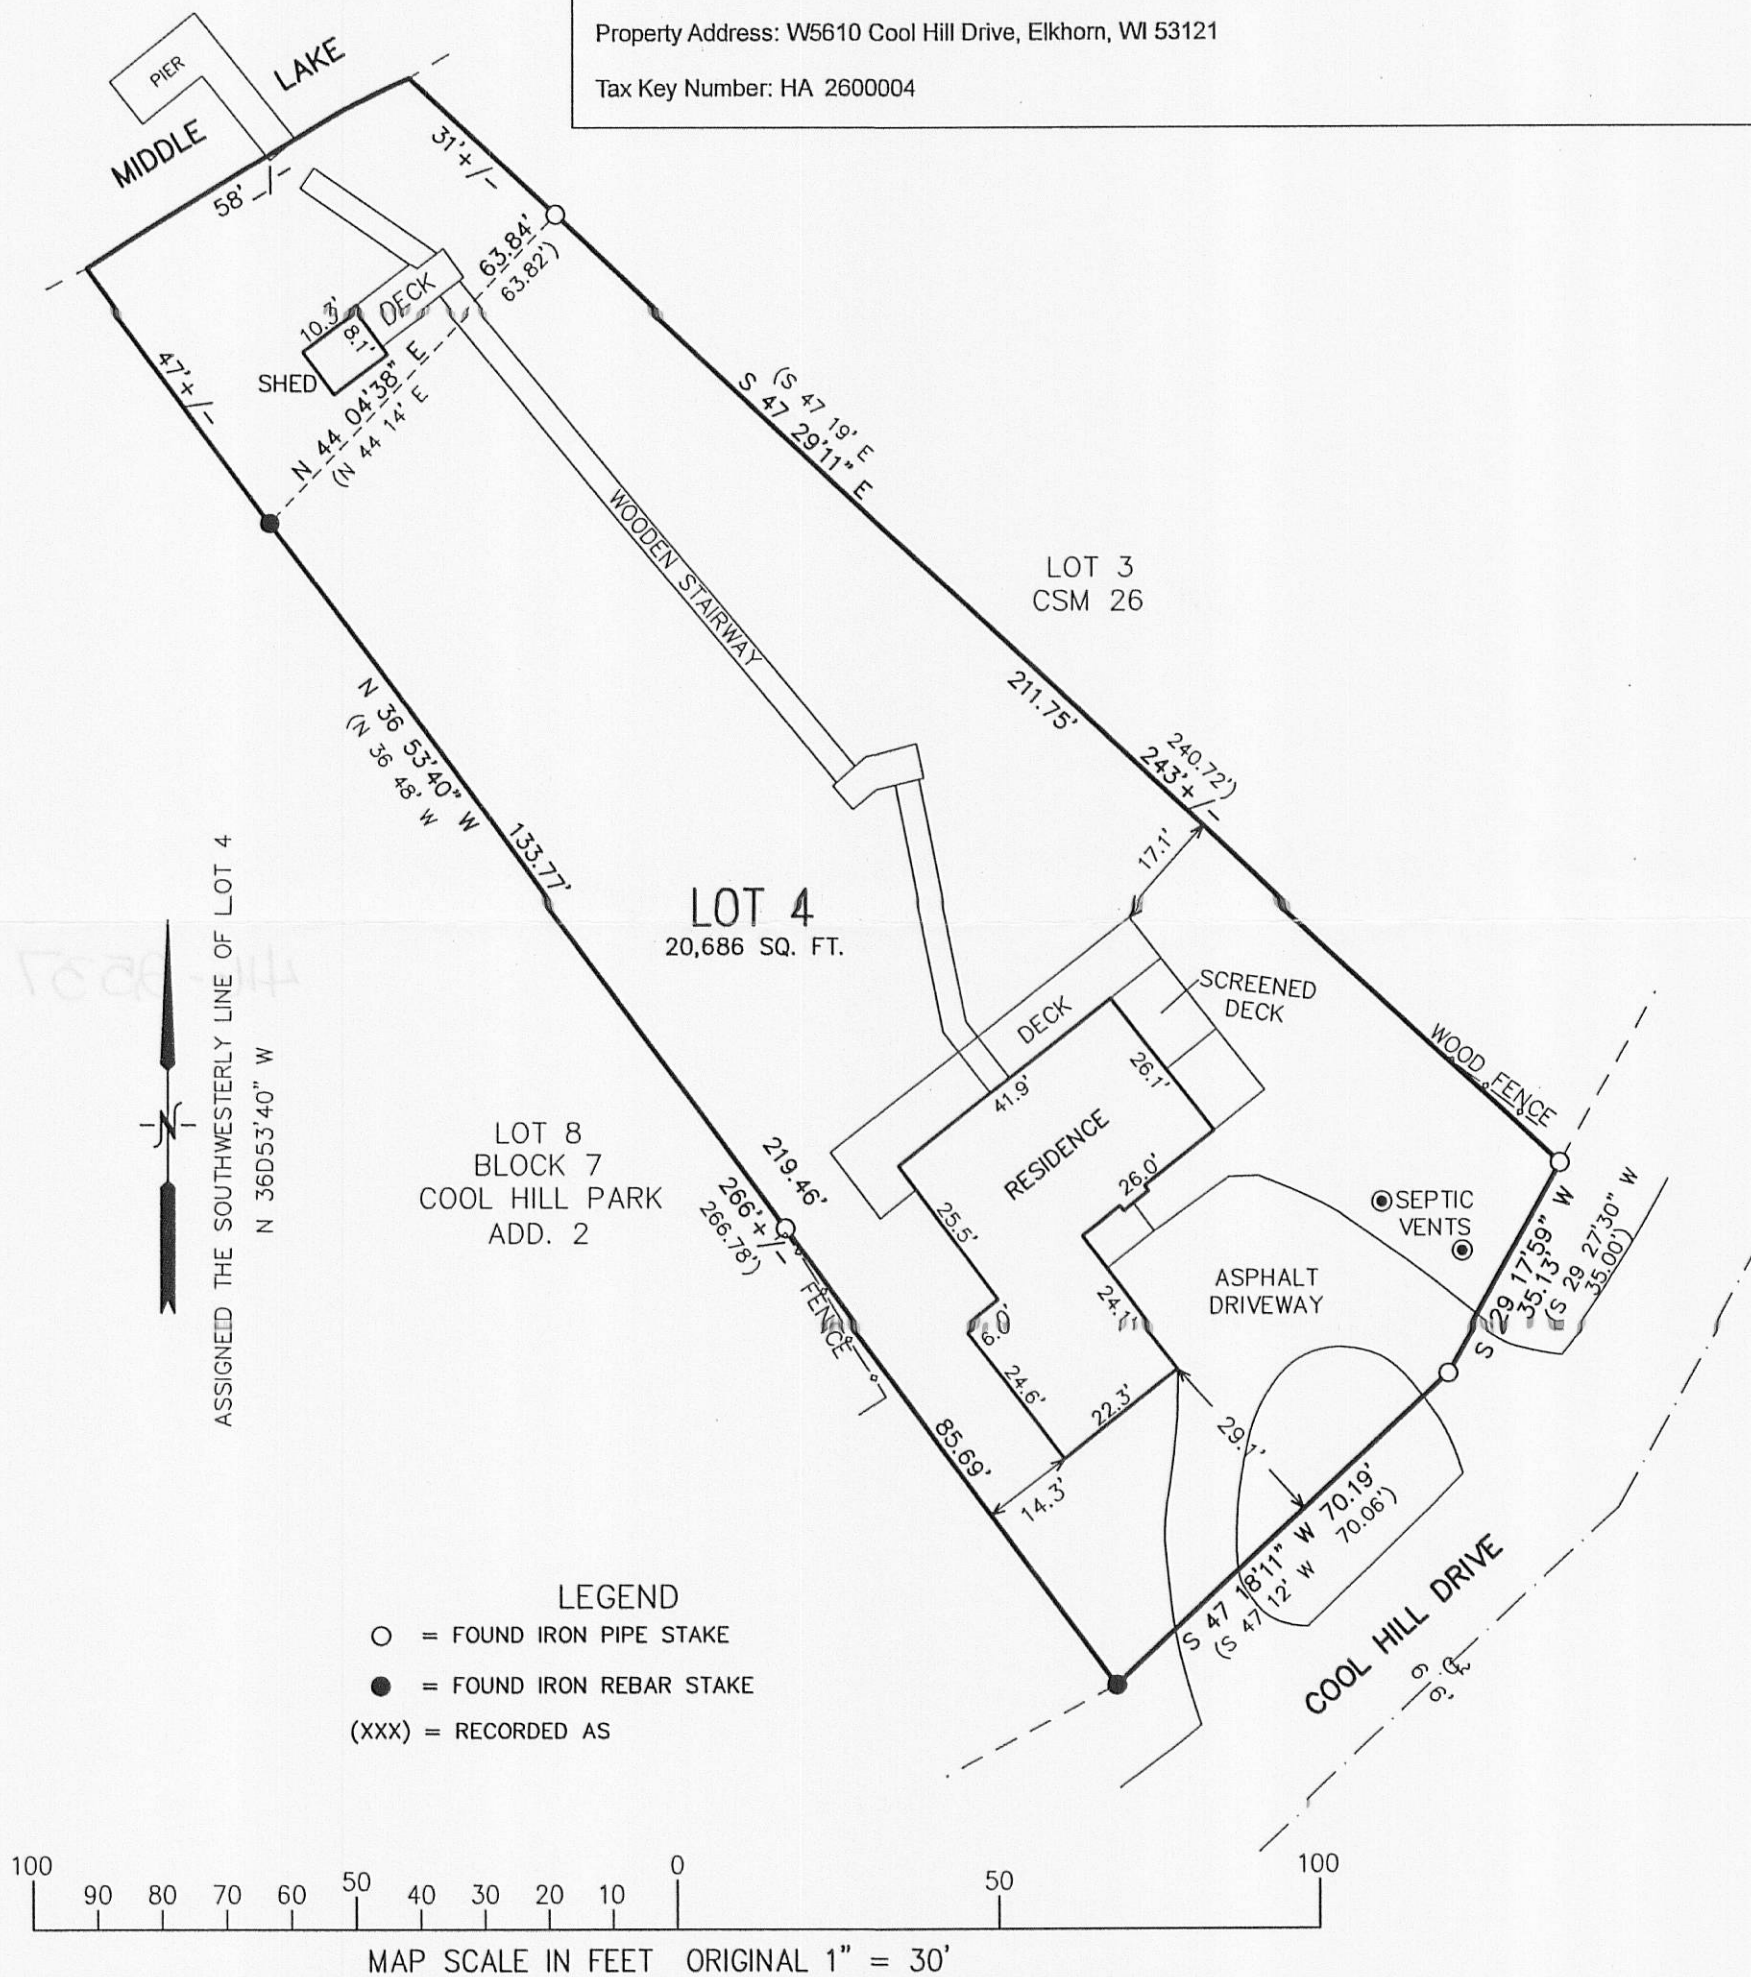 Property Address: W5610 Cool Hill Drive, Elkhorn, WI 53121
Tax Key Number: HA 2600004
PIER
MIDDLE LAKE
58'
31'+/-
63.84'
63.82')
DECK
10.3'
8.1'
SHED
47'+/-
N 44 04'38" E
(N 44 14' E
(S 47 19' E
S 47 29'11" E
WOODEN STAIRWAY
LOT 3
CSM 26
211.75'
240.72')
243'+/-
N 36 53'40" W
(N 36 48' W
133.77'
17.1'
LOT 4
20,686 SQ. FT.
ASSIGNED THE SOUTHWESTERLY LINE OF LOT 4
N 36D53'40" W
N
SCREENED
DECK
DECK
WOOD FENCE
41.9'
26.1'
RESIDENCE
26.0'
LOT 8
BLOCK 7
COOL HILL PARK
ADD. 2
219.46'
266'+/-
266.78')
FENCE
25.5'
6.0'
24.6'
24.1'
22.3'
SEPTIC
VENTS
ASPHALT
DRIVEWAY
S 29 17'59" W
35.13'
(S 29 27'30" W
35.00')
85.69'
14.3'
29.1'
S 47 18'11" W 70.19'
(S 47 12' W 70.06')
COOL HILL DRIVE
66'
LEGEND
= FOUND IRON PIPE STAKE
= FOUND IRON REBAR STAKE
(XXX) = RECORDED AS
100 90 80 70 60 50 40 30 20 10 0 50 100
MAP SCALE IN FEET ORIGINAL 1" = 30'